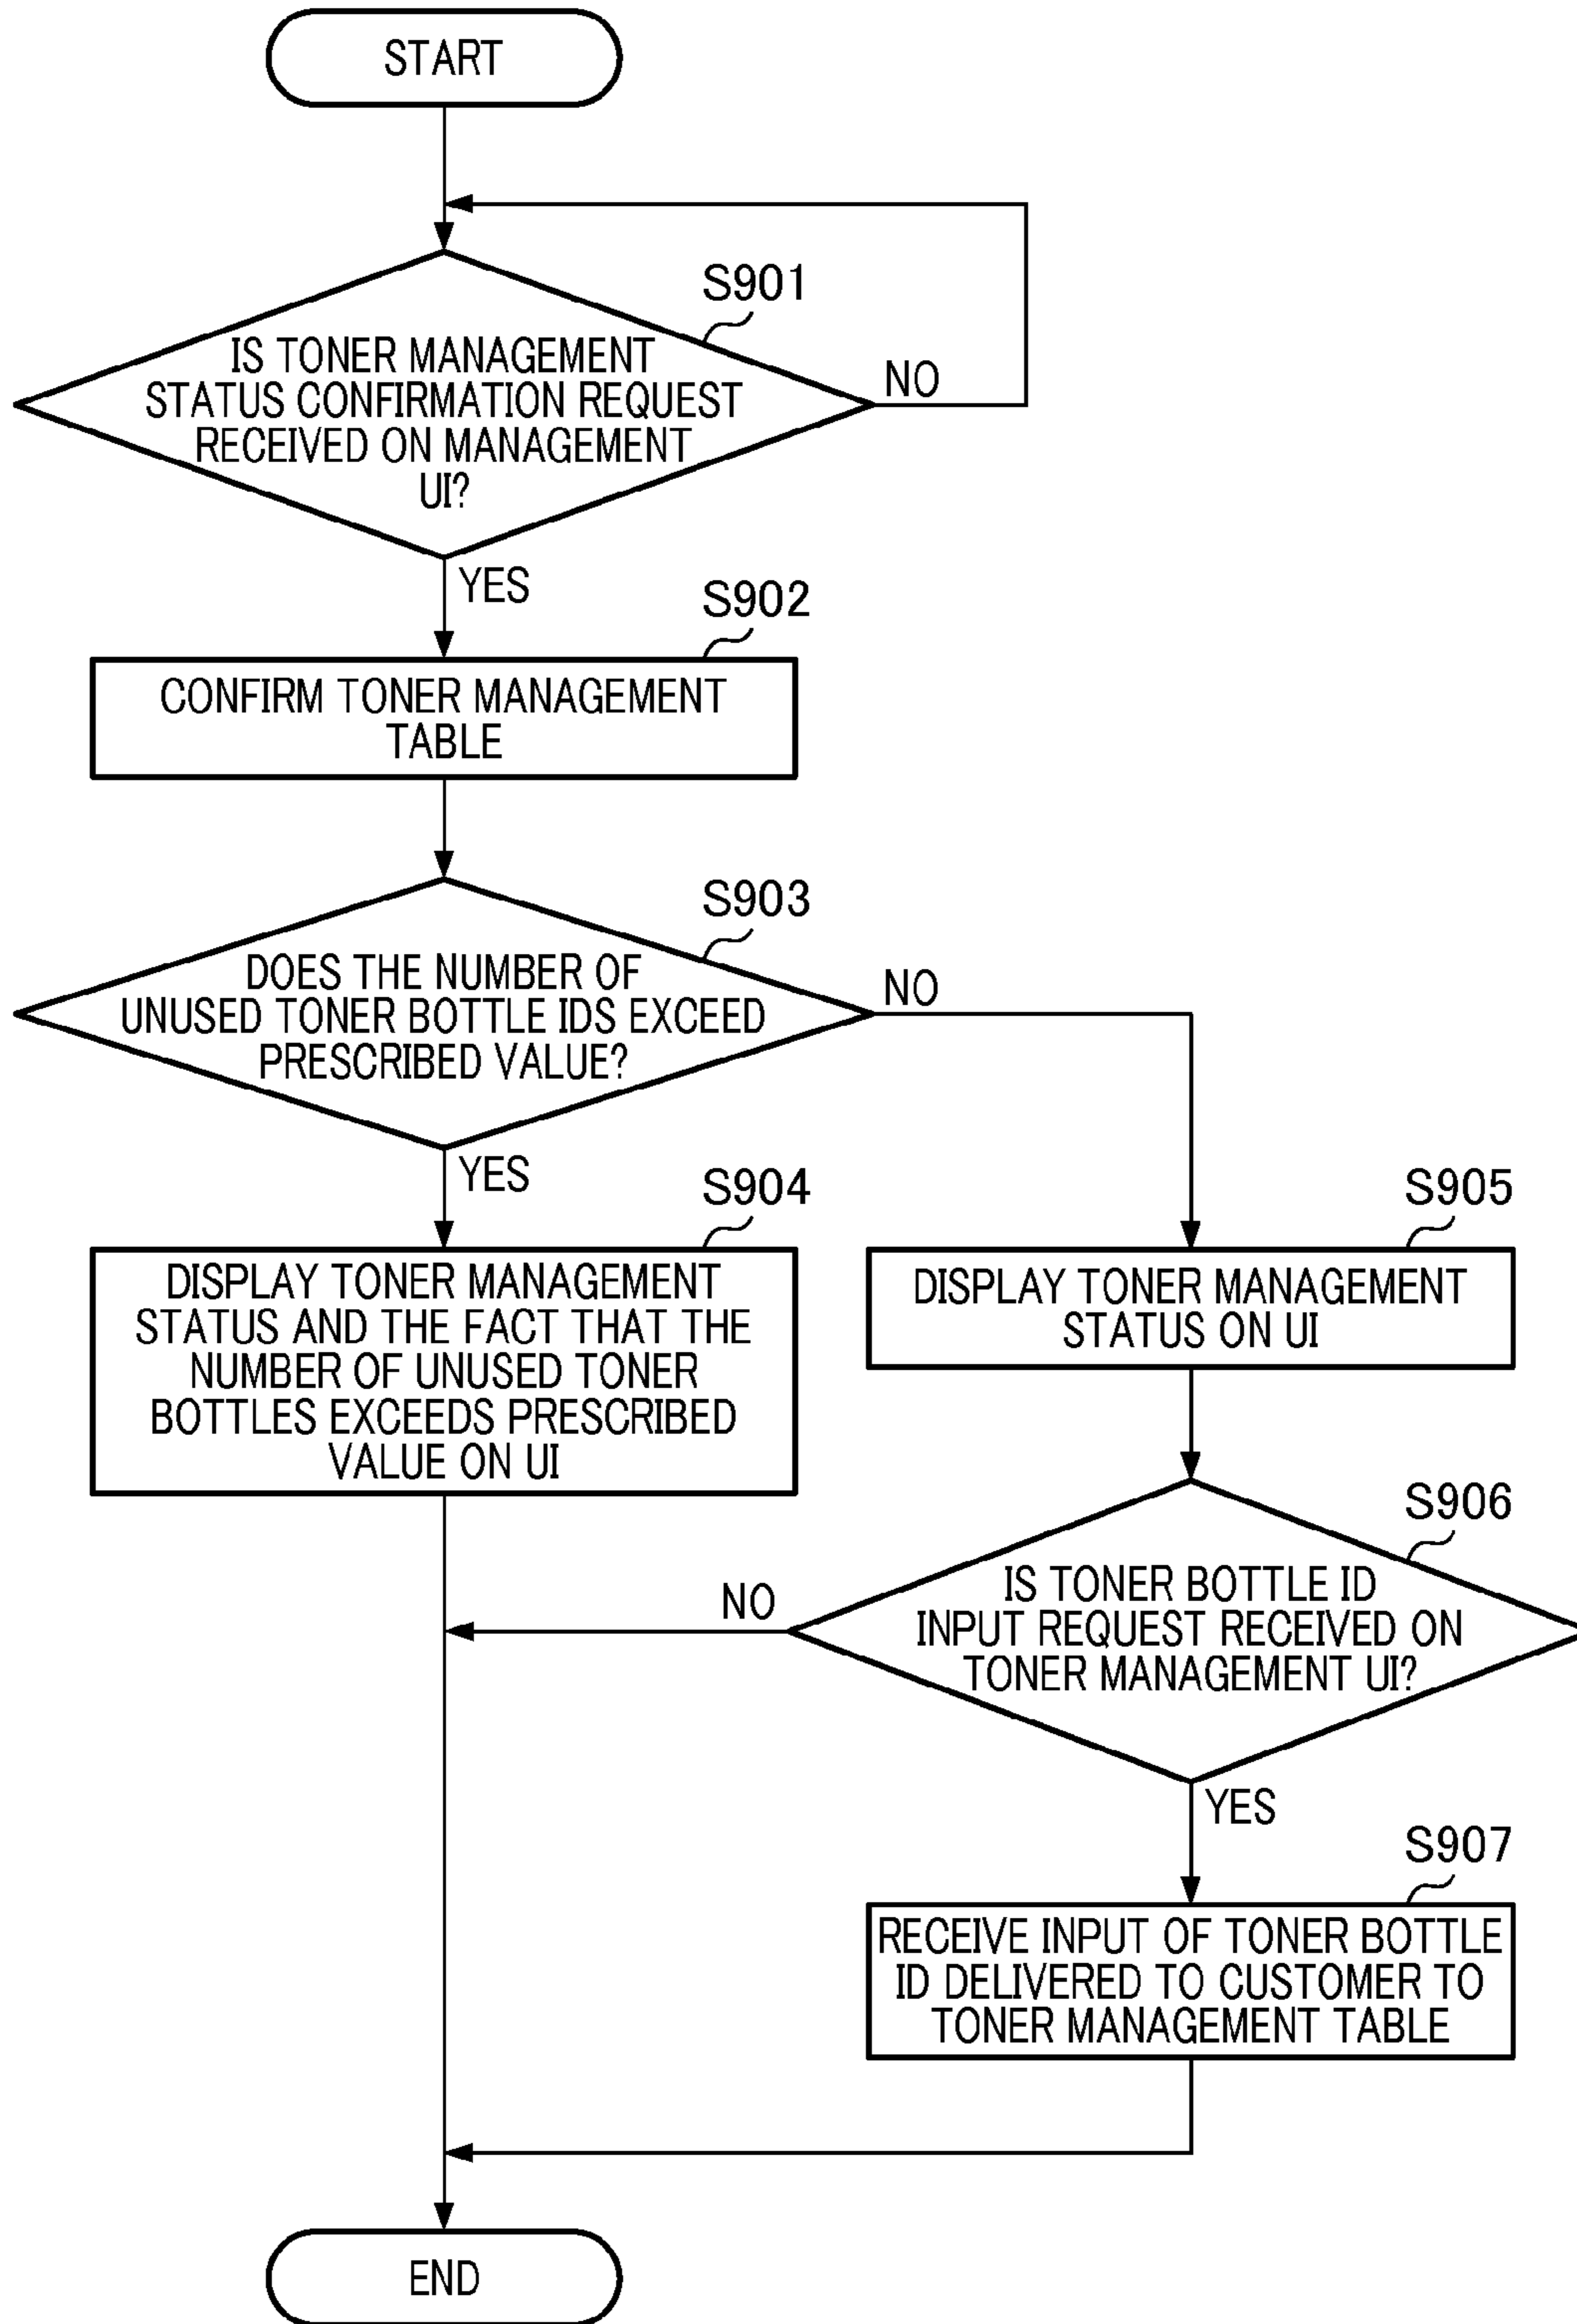 START
S901
IS TONER MANAGEMENT
STATUS CONFIRMATION REQUEST
RECEIVED ON MANAGEMENT
UI?
NO
YES
S902
CONFIRM TONER MANAGEMENT
TABLE
S903
DOES THE NUMBER OF
UNUSED TONER BOTTLE IDS EXCEED
PRESCRIBED VALUE?
NO
YES
S904
DISPLAY TONER MANAGEMENT
STATUS AND THE FACT THAT THE
NUMBER OF UNUSED TONER
BOTTLES EXCEEDS PRESCRIBED
VALUE ON UI
S905
DISPLAY TONER MANAGEMENT
STATUS ON UI
S906
IS TONER BOTTLE ID
INPUT REQUEST RECEIVED ON
TONER MANAGEMENT UI?
NO
YES
S907
RECEIVE INPUT OF TONER BOTTLE
ID DELIVERED TO CUSTOMER TO
TONER MANAGEMENT TABLE
END